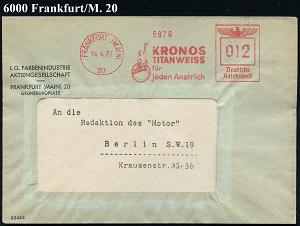 6000 Frankfurt/M. 20
FRANKFURT (MAIN)
14.4.37
20
5976
KRONOS
TITANWEISS
für
jeden Anstrich
012
Deutsche
Reichspost
I. G. FARBENINDUSTRIE
AKTIENGESELLSCHAFT
FRANKFURT (MAIN) 20
GRÜNEBURGPLATZ
An die
Redaktion des "Motor"
Berlin S.W.19
Krausenstr.35/36